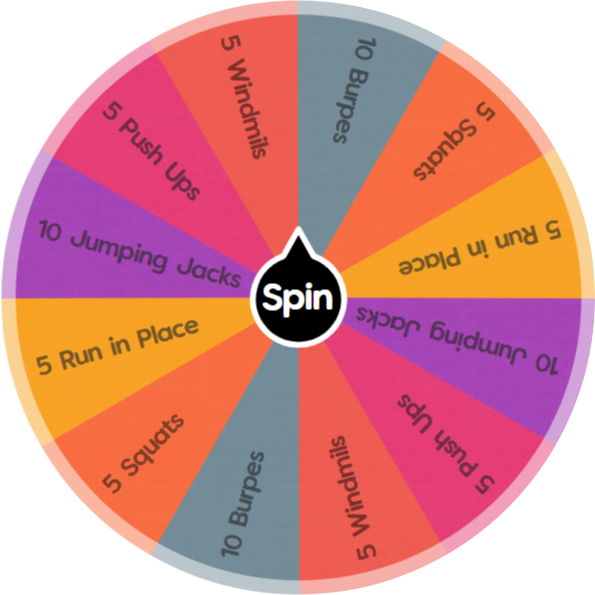 10 Burpes
5 Squats
5 Run in Place
10 Jumping Jacks
5 Push Ups
5 Windmils
10 Burpes
5 Squats
5 Run in Place
10 Jumping Jacks
5 Push Ups
5 Windmils
Spin